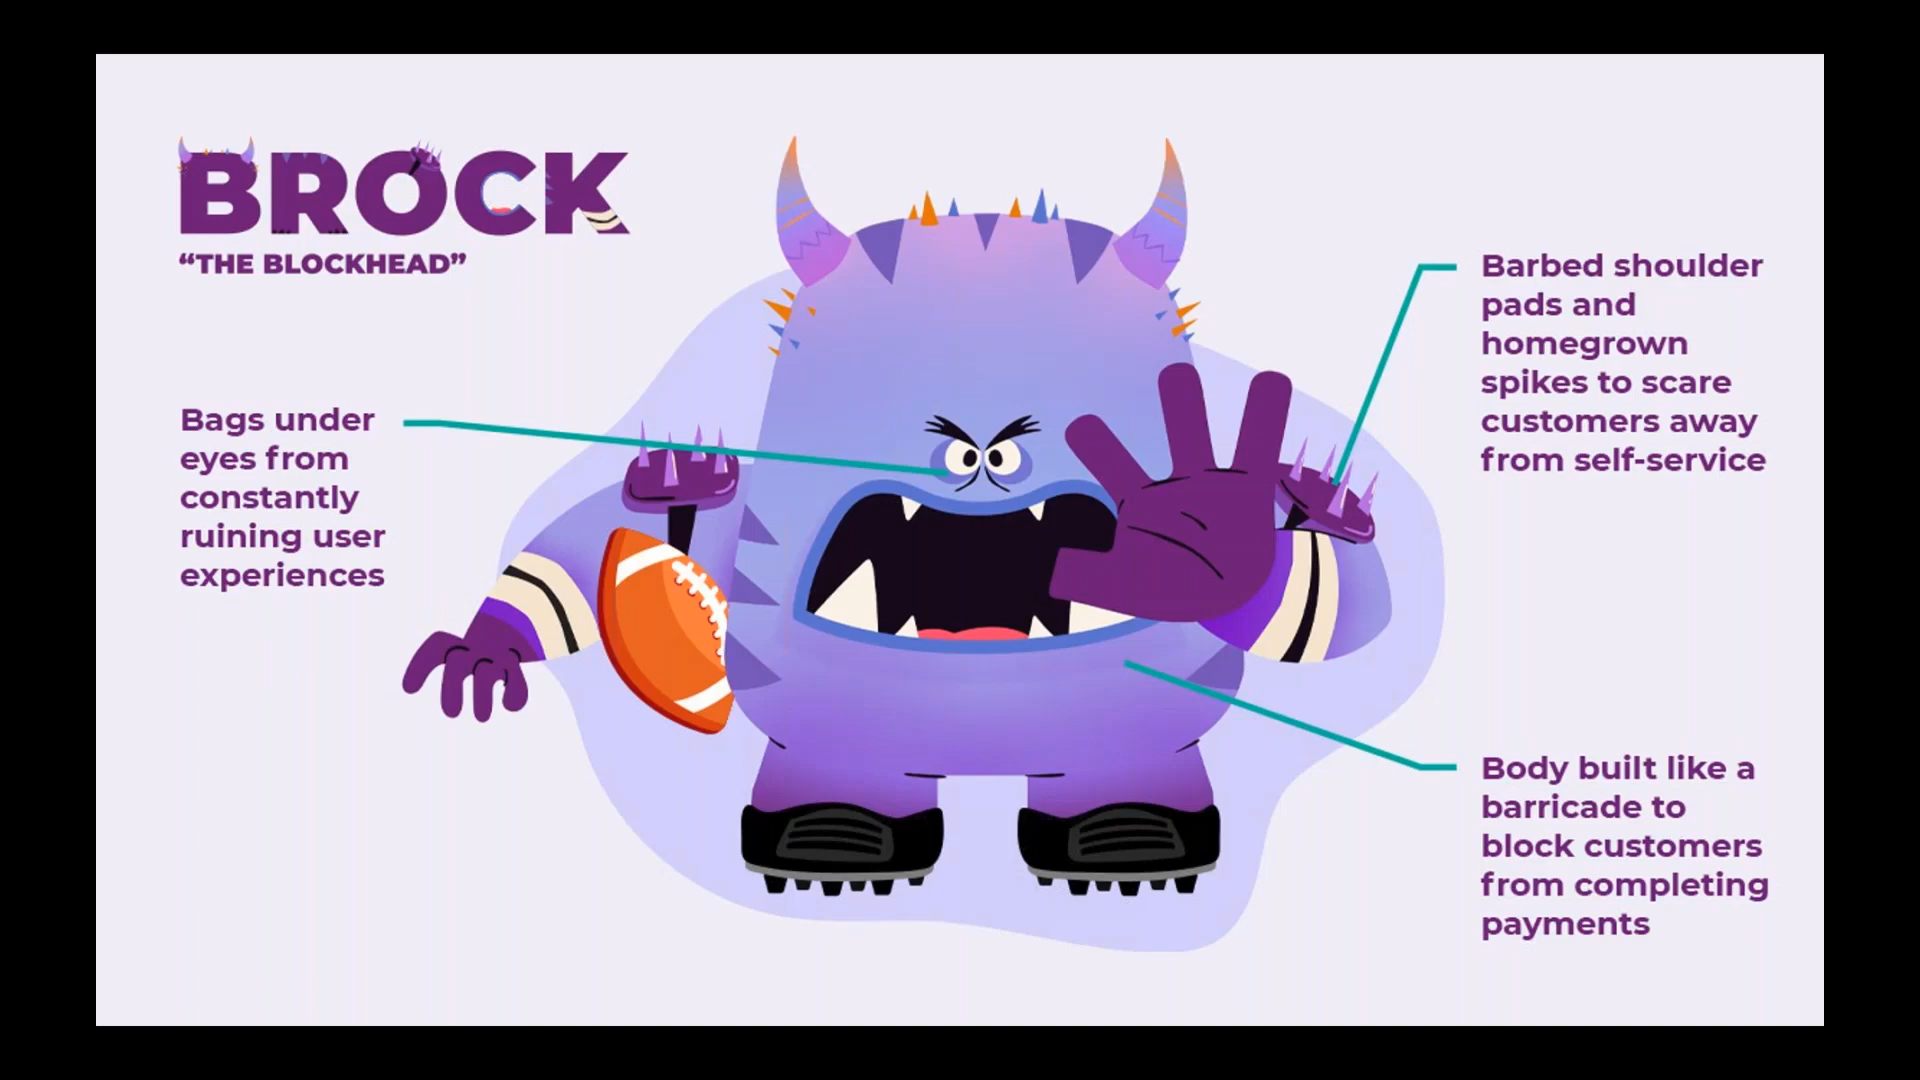 BROCK
“THE BLOCKHEAD”
Bags under
eyes from
constantly
ruining user
experiences
Barbed shoulder
pads and
homegrown
spikes to scare
customers away
from self-service
Body built like a
barricade to
block customers
from completing
payments